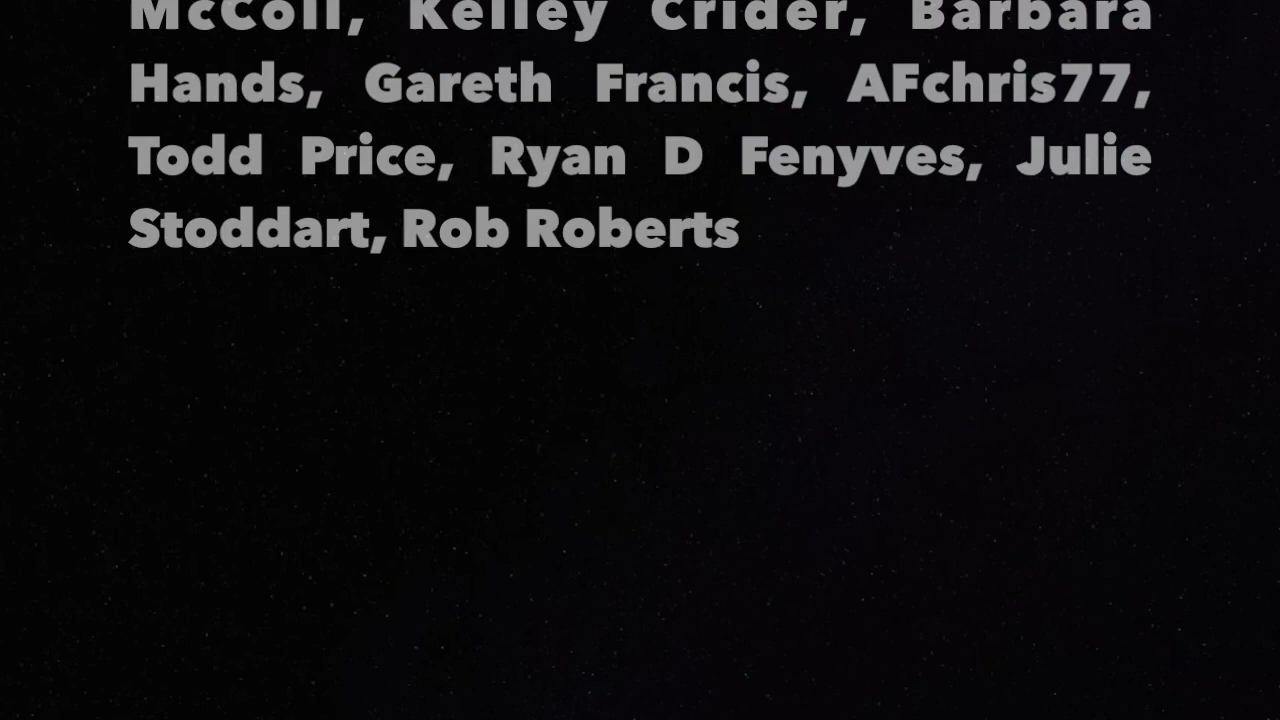 McColl, Kelley Crider, Barbara
Hands, Gareth Francis, AFchris77,
Todd Price, Ryan D Fenyves, Julie
Stoddart, Rob Roberts